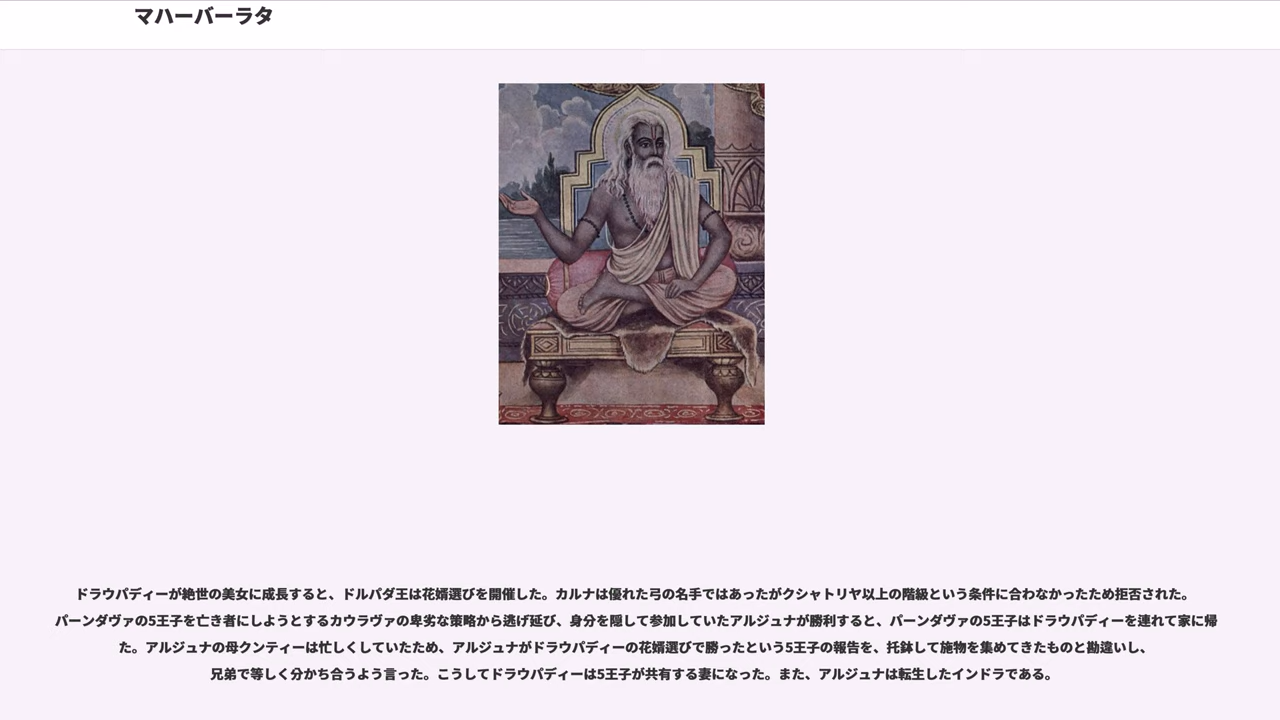 マハーバーラタ
ドラウパディーが絶世の美女に成長すると、ドルパダ王は花婿選びを開催した。カルナは優れた弓の名手ではあったがクシャトリヤ以上の階級という条件に合わなかったため拒否された。
パーンダヴァの5王子を亡き者にしようとするカウラヴァの卑劣な策略から逃げ延び、身分を隠して参加していたアルジュナが勝利すると、パーンダヴァの5王子はドラウパディーを連れて家に帰
た。アルジュナの母クンティーは忙しくしていたため、アルジュナがドラウパディーの花婿選びで勝ったという5王子の報告を、托鉢して施物を集めてきたものと勘違いし、
兄弟で等しく分かち合うよう言った。こうしてドラウパディーは5王子が共有する妻になった。また、アルジュナは転生したインドラである。